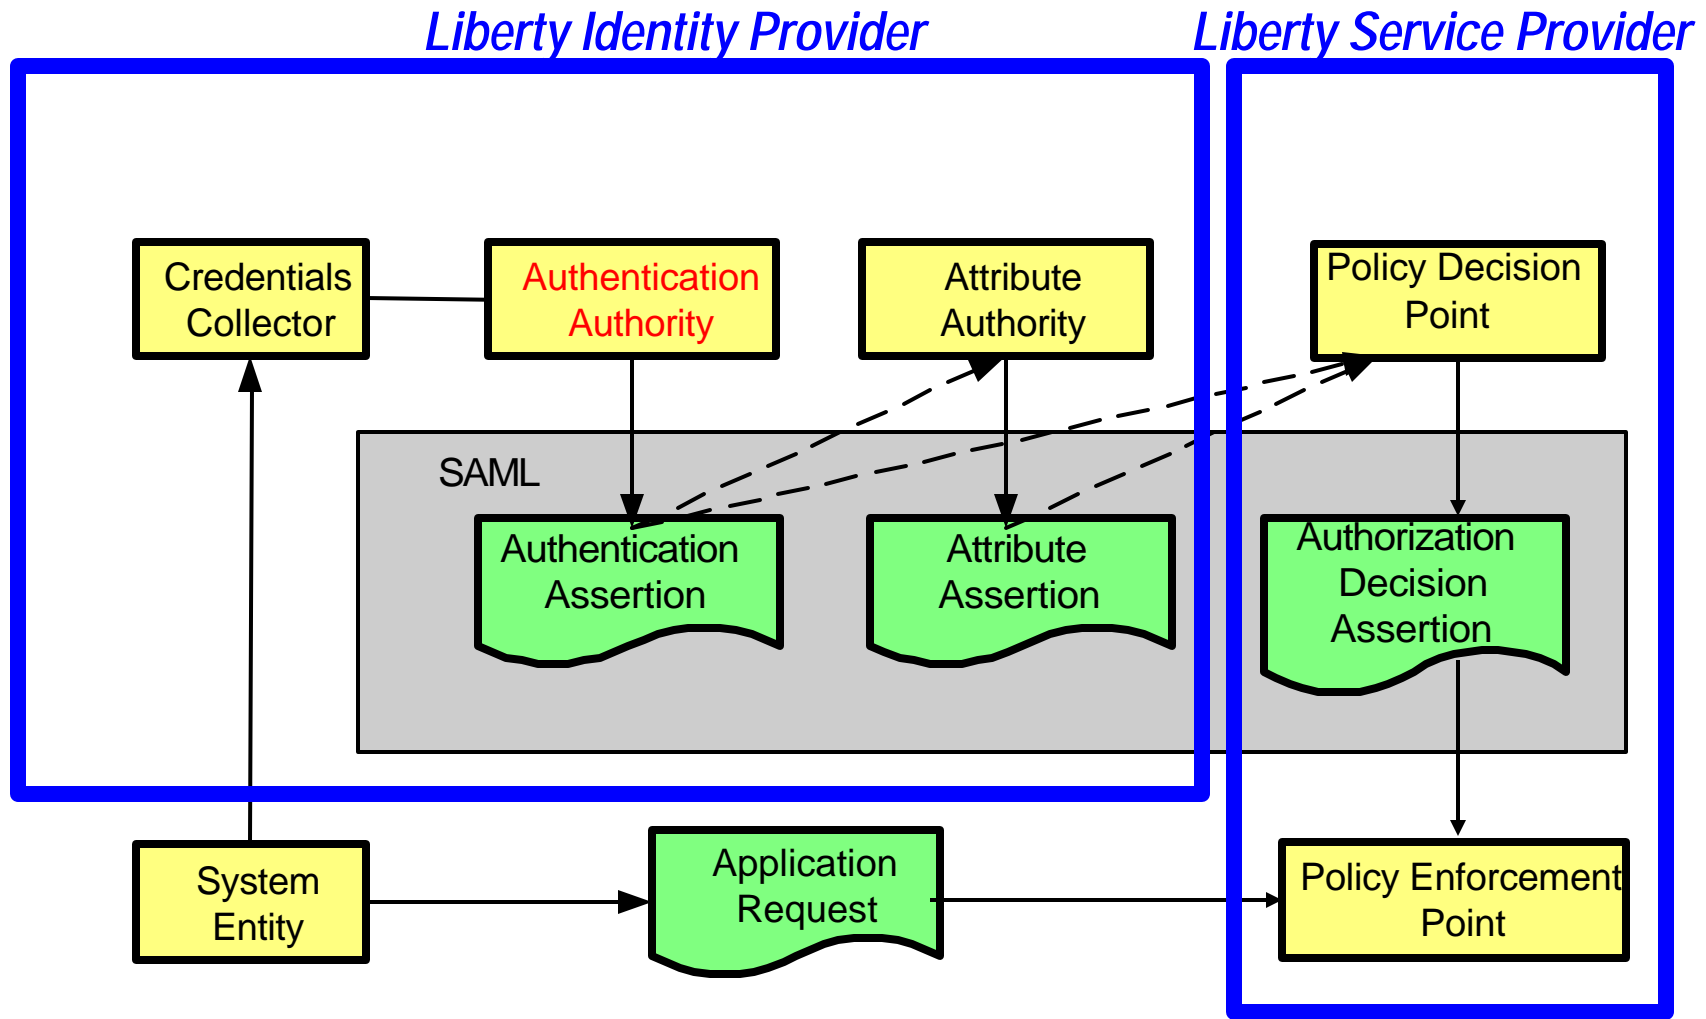 Liberty Identity Provider
Liberty Service Provider
Credentials
Collector
Authentication
Authority
Attribute
Authority
Policy Decision
Point
SAML
Authentication
Assertion
Attribute
Assertion
Authorization
Decision
Assertion
System
Entity
Application
Request
Policy Enforcement
Point